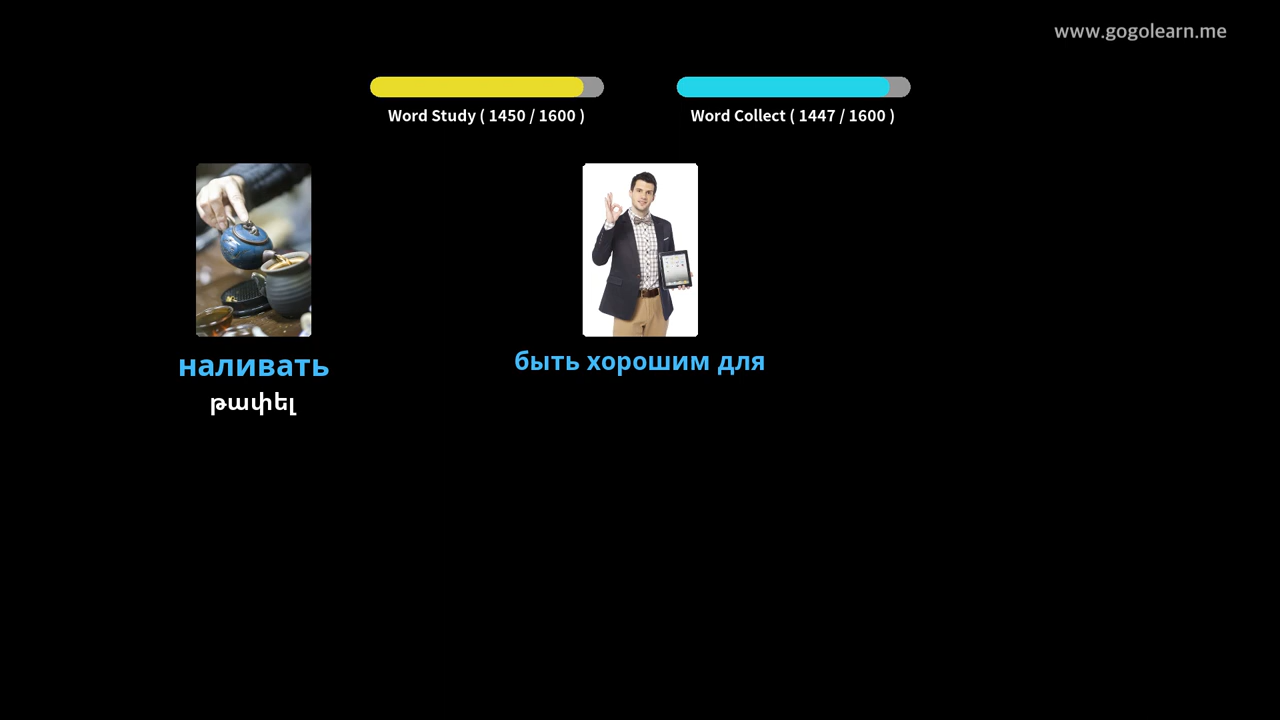 www.gogolearn.me
Word Study ( 1450 / 1600 )
Word Collect ( 1447 / 1600 )
наливать
թափել
быть хорошим для